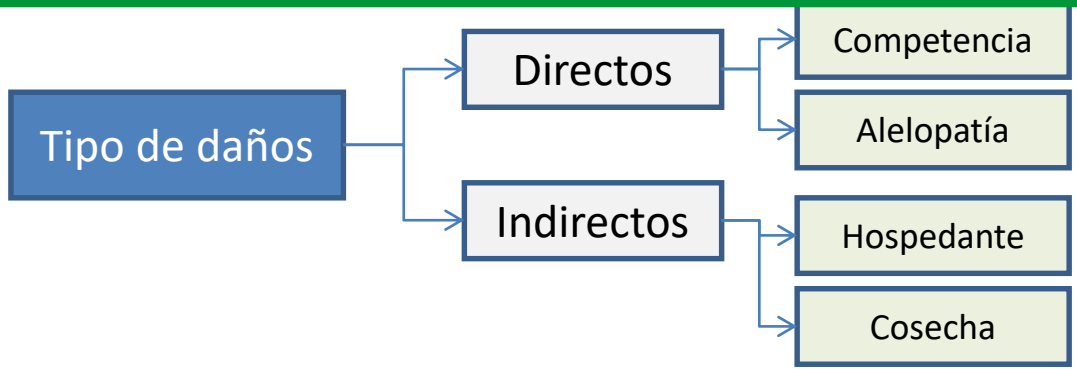 Tipo de daños
Directos
Competencia
Alelopatía
Indirectos
Hospedante
Cosecha